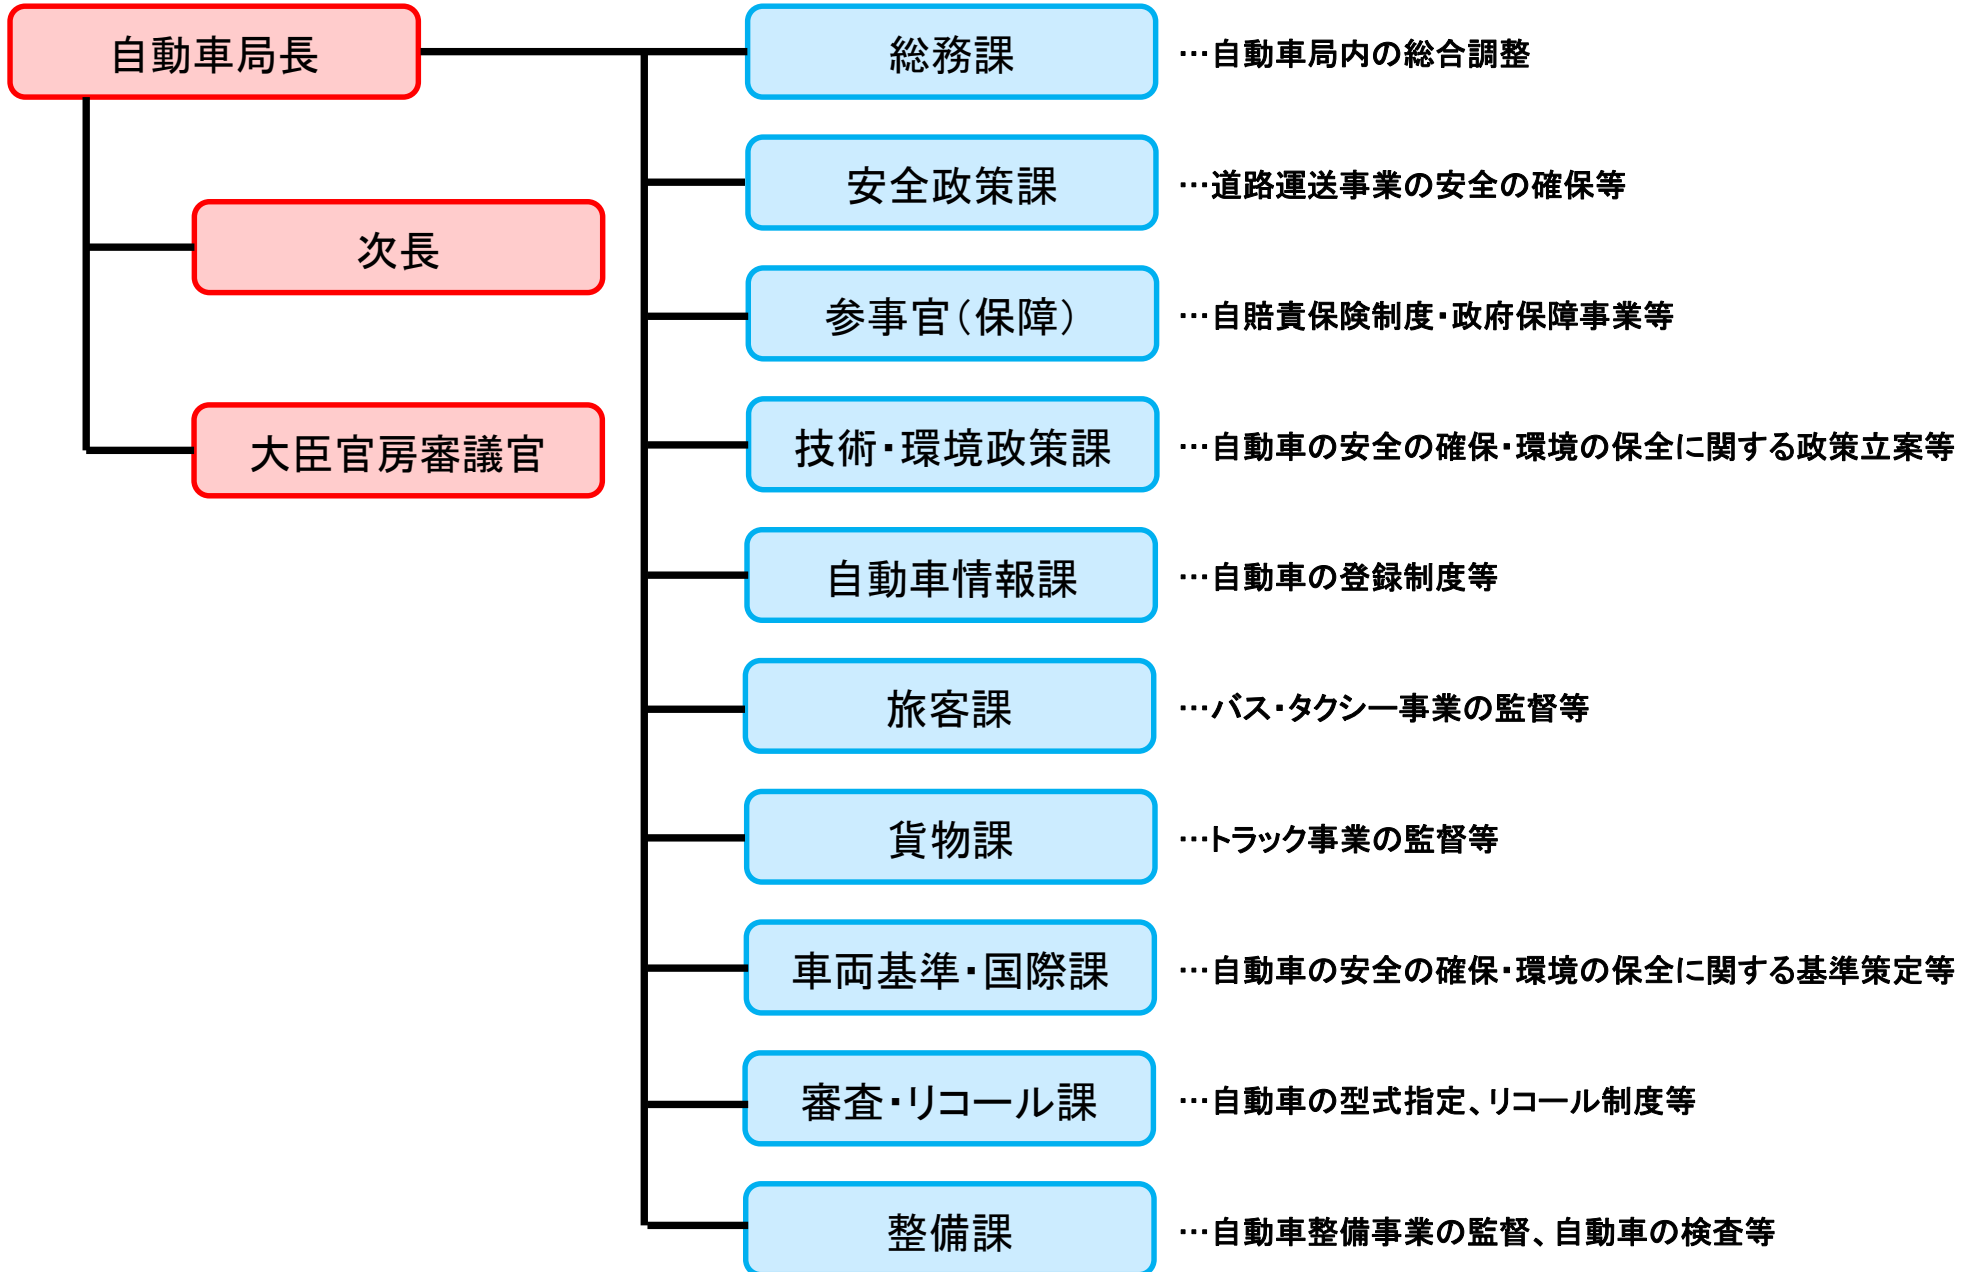 自動車局長
次長
大臣官房審議官
総務課 …自動車局内の総合調整
安全政策課 …道路運送事業の安全の確保等
参事官(保障) …自賠責保険制度・政府保障事業等
技術・環境政策課 …自動車の安全の確保・環境の保全に関する政策立案等
自動車情報課 …自動車の登録制度等
旅客課 …バス・タクシー事業の監督等
貨物課 …トラック事業の監督等
車両基準・国際課 …自動車の安全の確保・環境の保全に関する基準策定等
審査・リコール課 …自動車の型式指定、リコール制度等
整備課 …自動車整備事業の監督、自動車の検査等